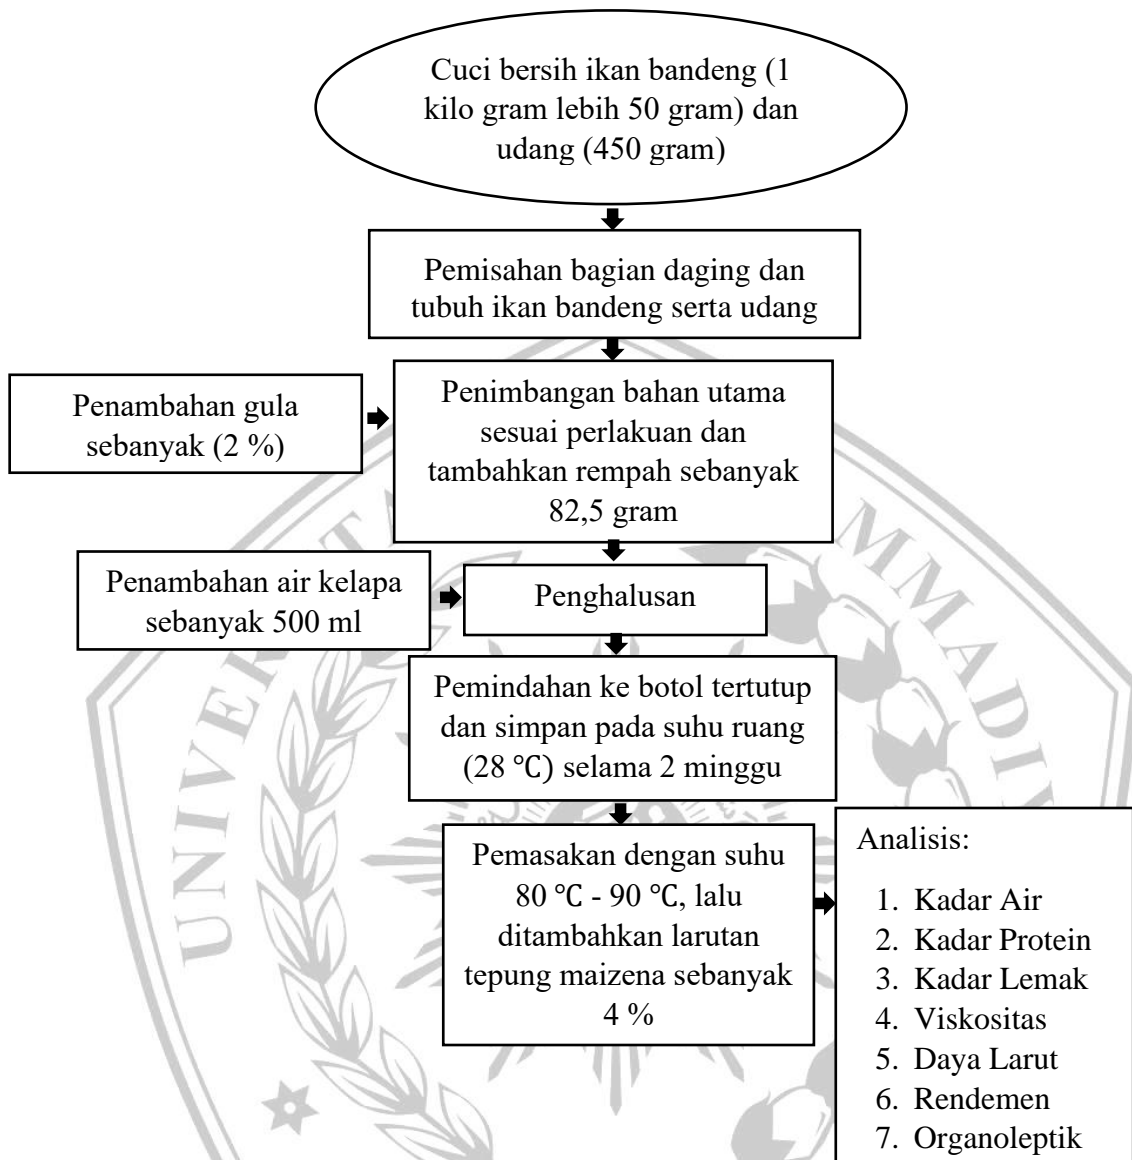 Cuci bersih ikan bandeng (1
kilo gram lebih 50 gram) dan
udang (450 gram)
Pemisahan bagian daging dan
tubuh ikan bandeng serta udang
Penambahan gula
sebanyak (2 %)
Penimbangan bahan utama
sesuai perlakuan dan
tambahkan rempah sebanyak
82,5 gram
Penambahan air kelapa
sebanyak 500 ml
Penghalusan
Pemindahan ke botol tertutup
dan simpan pada suhu ruang
(28 ℃) selama 2 minggu
Pemasakan dengan suhu
80 ℃ - 90 ℃, lalu
ditambahkan larutan
tepung maizena sebanyak
4 %
Analisis:
1. Kadar Air
2. Kadar Protein
3. Kadar Lemak
4. Viskositas
5. Daya Larut
6. Rendemen
7. Organoleptik